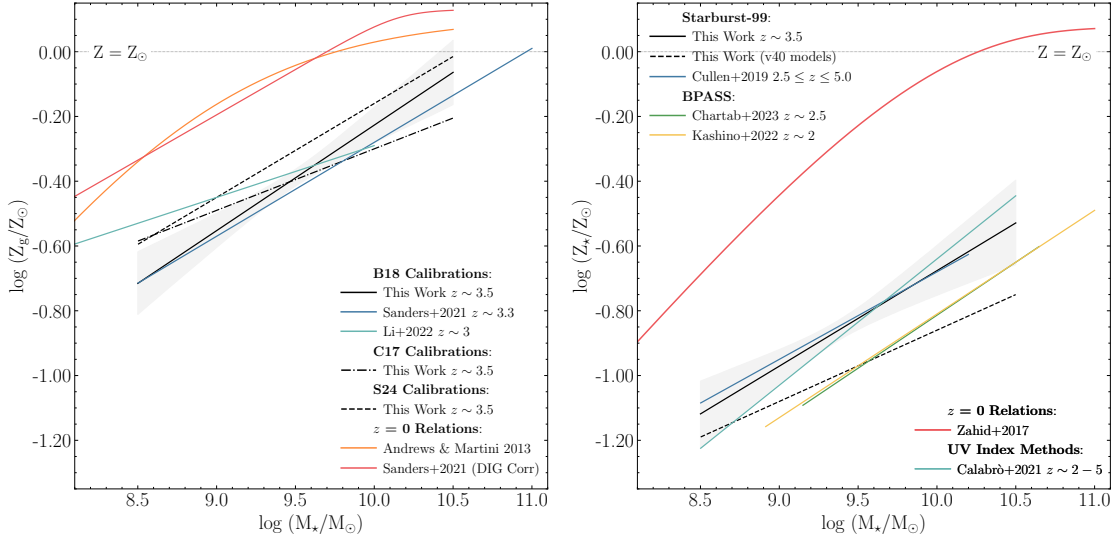 Z = Z⊙
0.00
-0.20
-0.40
-0.60
-0.80
-1.00
-1.20
log (Z_g/Z⊙)
B18 Calibrations:
This Work z ∼ 3.5
Sanders+2021 z ∼ 3.3
Li+2022 z ∼ 3
C17 Calibrations:
This Work z ∼ 3.5
S24 Calibrations:
This Work z ∼ 3.5
z = 0 Relations:
Andrews & Martini 2013
Sanders+2021 (DIG Corr)
8.5 9.0 9.5 10.0 10.5 11.0
log (M⋆/M⊙)
Starburst-99:
This Work z ∼ 3.5
This Work (v40 models)
Cullen+2019 2.5 ≤ z ≤ 5.0
BPASS:
Chartab+2023 z ∼ 2.5
Kashino+2022 z ∼ 2
Z = Z⊙
0.00
-0.20
-0.40
-0.60
-0.80
-1.00
-1.20
log (Z⋆/Z⊙)
z = 0 Relations:
Zahid+2017
UV Index Methods:
Calabrò+2021 z ∼ 2 − 5
8.5 9.0 9.5 10.0 10.5 11.0
log (M⋆/M⊙)